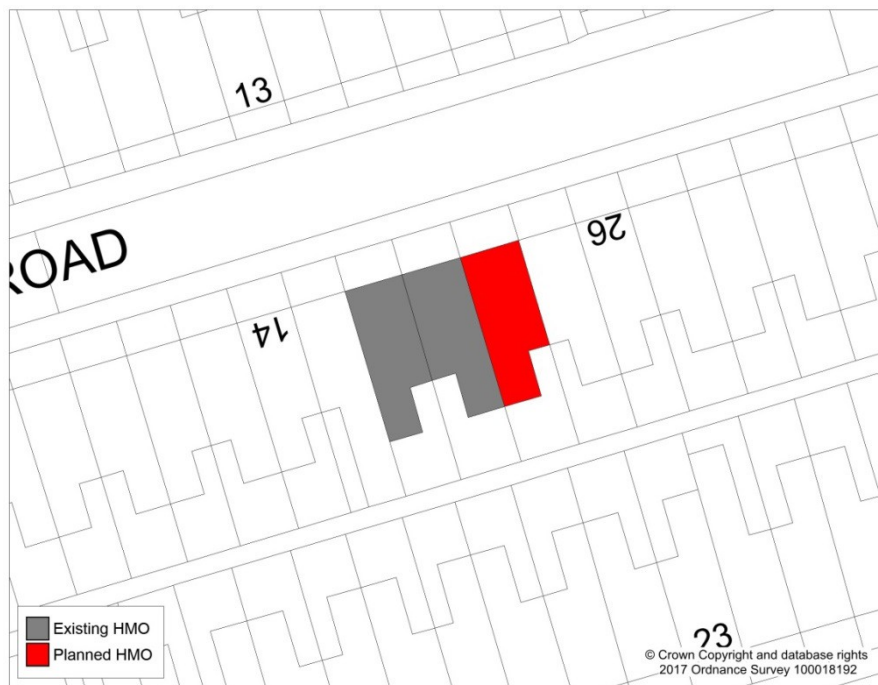 13
ROAD
26
14
23
Existing HMO
Planned HMO
© Crown Copyright and database rights
2017 Ordnance Survey 100018192